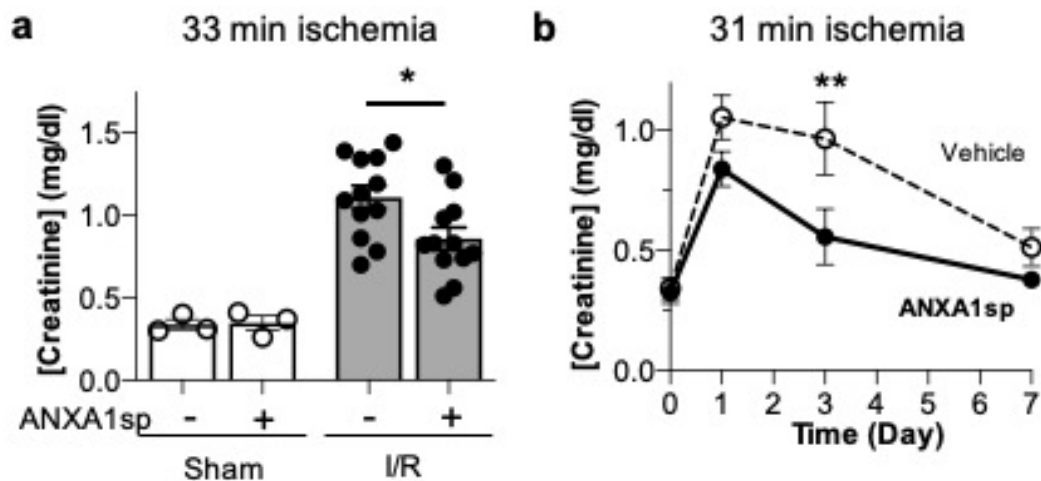 a
33 min ischemia
*
[Creatinine] (mg/dl)
1.5
1.0
0.5
0.0
ANXA1sp - + - +
Sham I/R
b
31 min ischemia
**
[Creatinine] (mg/dl)
1.0
0.5
0.0
Vehicle
ANXA1sp
0 1 2 3 4 5 6 7
Time (Day)